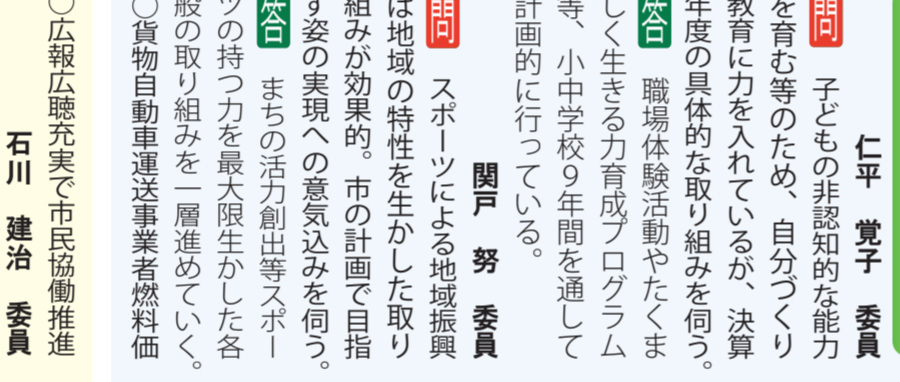 仁平　覚子　委員
問　子どもの非認知的な能力
を育む等のため、自分づくり
教育に力を入れているが、決算
年度の具体的な取り組みを伺う。
答　職場体験活動やたくま
しく生きる力育成プログラム
等、小中学校９年間を通して
計画的に行っている。
関戸　努　委員
問　スポーツによる地域振興
は地域の特性を生かした取り
組みが効果的。市の計画で目指
す姿の実現への意気込みを伺う。
答　まちの活力創出等スポー
ツの持つ力を最大限生かした各
般の取り組みを一層進めていく。
○貨物自動車運送事業者燃料価
○広報広聴充実で市民協働推進
石川　建治　委員